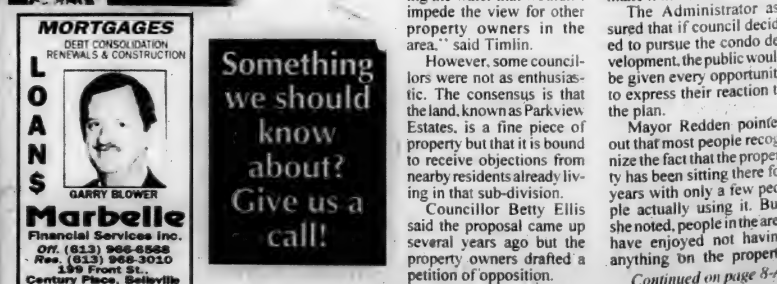 MORTGAGES
DEBT CONSOLIDATION
RENEWALS & CONSTRUCTION
LOAN$
GARRY BLOWER
Marbelle
Financial Services Inc.
Off. (613) 966-6568
Res. (613) 968-3010
199 Front St.,
Century Place, Belleville
Something
we should
know
about?
Give us a
call!
impede the view for other
property owners in the
area," said Timlin.
However, some council-
lors were not as enthusias-
tic. The consensus is that
the land, known as Parkview
Estates, is a fine piece of
property but that it is bound
to receive objections from
nearby residents already liv-
ing in that sub-division.
Councillor Betty Ellis
said the proposal came up
several years ago but the
property owners drafted a
petition of opposition.
The Administrator as-
sured that if council decid-
ed to pursue the condo de-
velopment, the public woul
be given every opportunit
to express their reaction t
the plan.
Mayor Redden pointe
out that most people recog
nize the fact that the proper
ty has been sitting there fo
years with only a few peo
ple actually using it. Bu
she noted, people in the are
have enjoyed not havin
anything on the propert
Continued on page 8-A